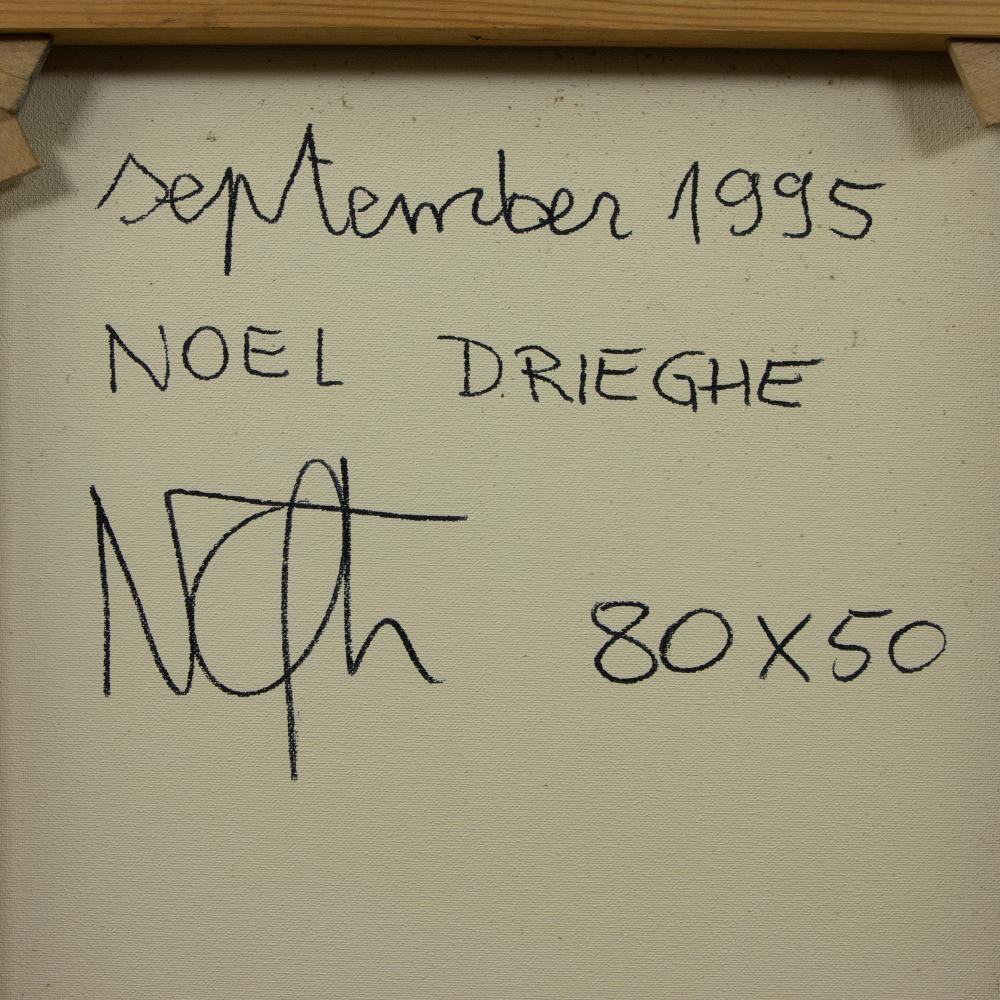 september 1995
NOEL DRIEGHE
80X50